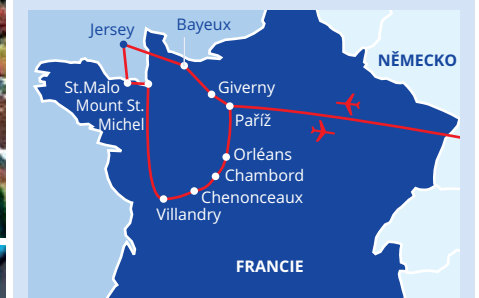 Jersey
Bayeux
NĚMECKO
St.Malo
Mount St.
Michel
Giverny
Paříž
Orléans
Chambord
Chenonceaux
Villandry
FRANCIE